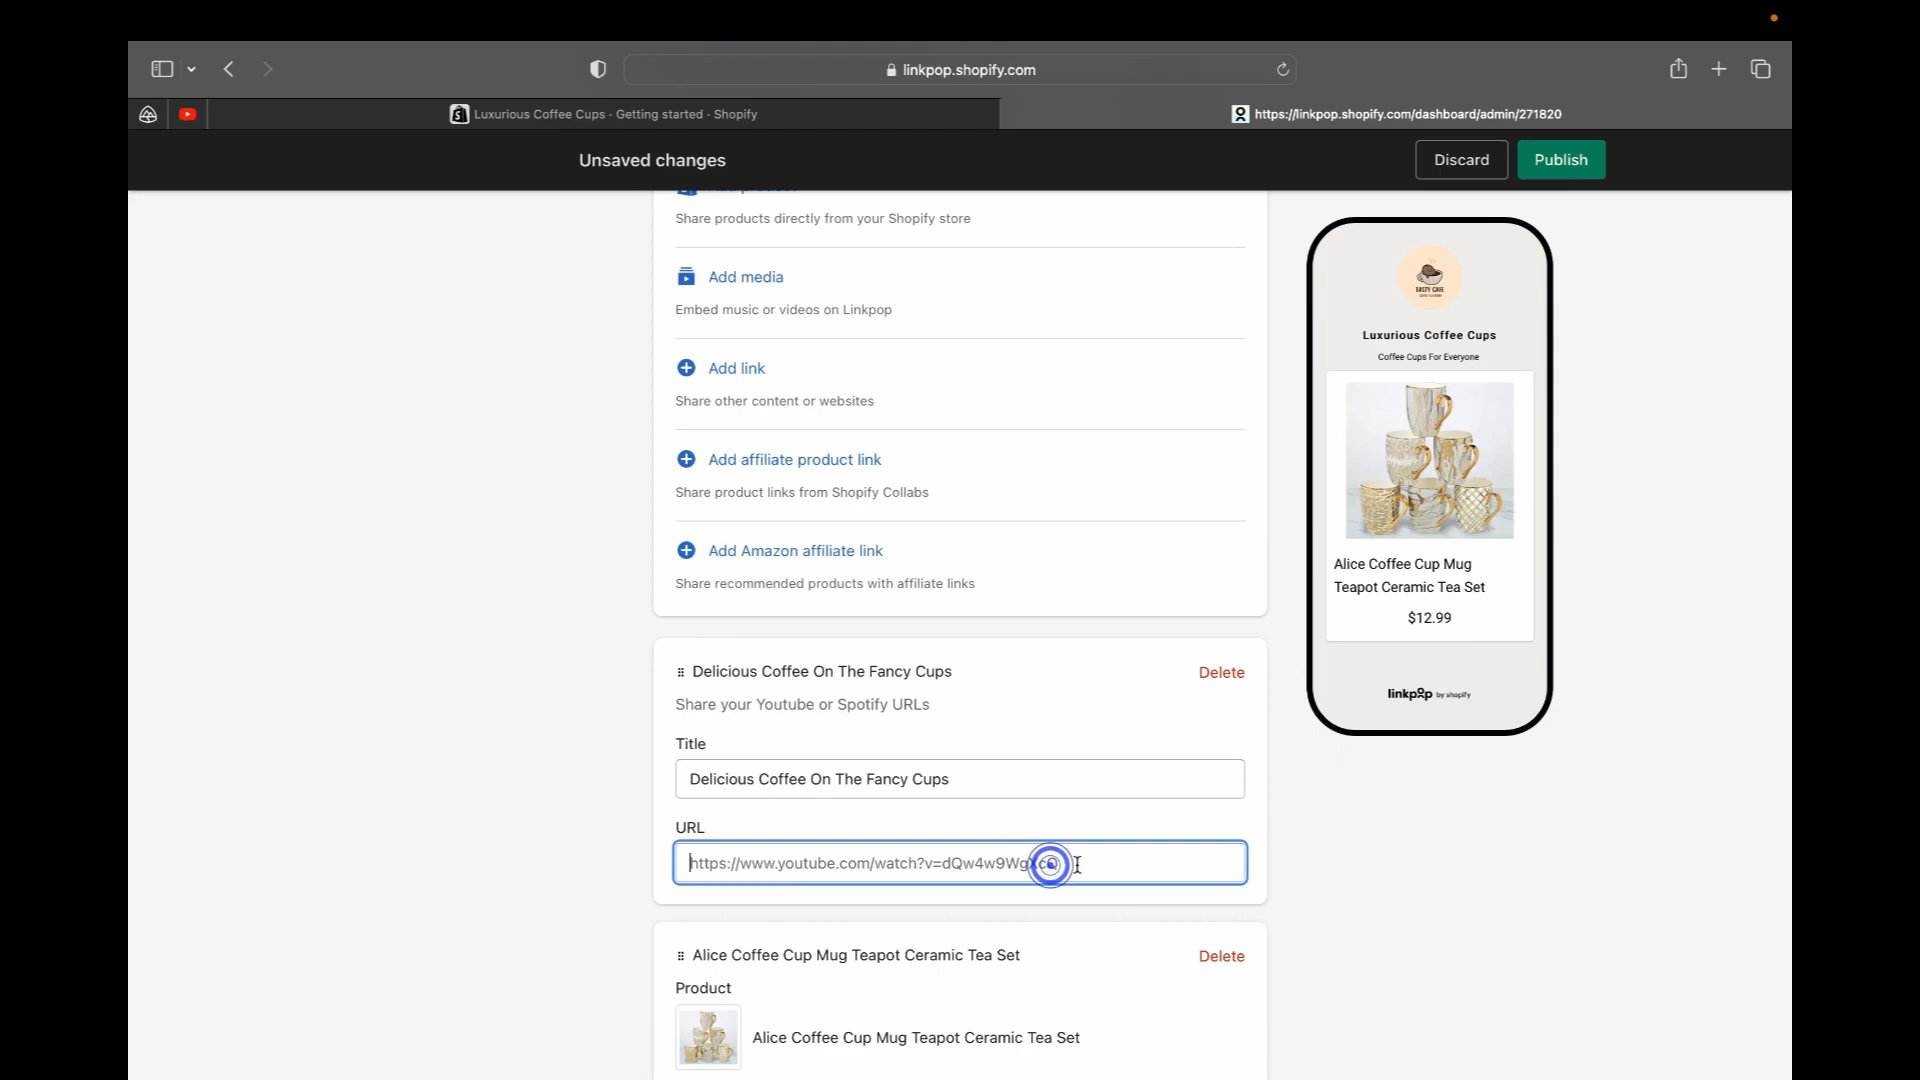 linkpop.shopify.com
Luxurious Coffee Cups · Getting started · Shopify
https://linkpop.shopify.com/dashboard/admin/271820
Unsaved changes
Discard
Publish
Share products directly from your Shopify store
Add media
Embed music or videos on Linkpop
Add link
Share other content or websites
Add affiliate product link
Share product links from Shopify Collabs
Add Amazon affiliate link
Share recommended products with affiliate links
Delicious Coffee On The Fancy Cups
Delete
Share your Youtube or Spotify URLs
Title
Delicious Coffee On The Fancy Cups
URL
https://www.youtube.com/watch?v=dQw4w9WgXcQ
Alice Coffee Cup Mug Teapot Ceramic Tea Set
Delete
Product
Alice Coffee Cup Mug Teapot Ceramic Tea Set
TASTY CAFE
Luxurious Coffee Cups
Coffee Cups For Everyone
Alice Coffee Cup Mug
Teapot Ceramic Tea Set
$12.99
linkpop by shopify